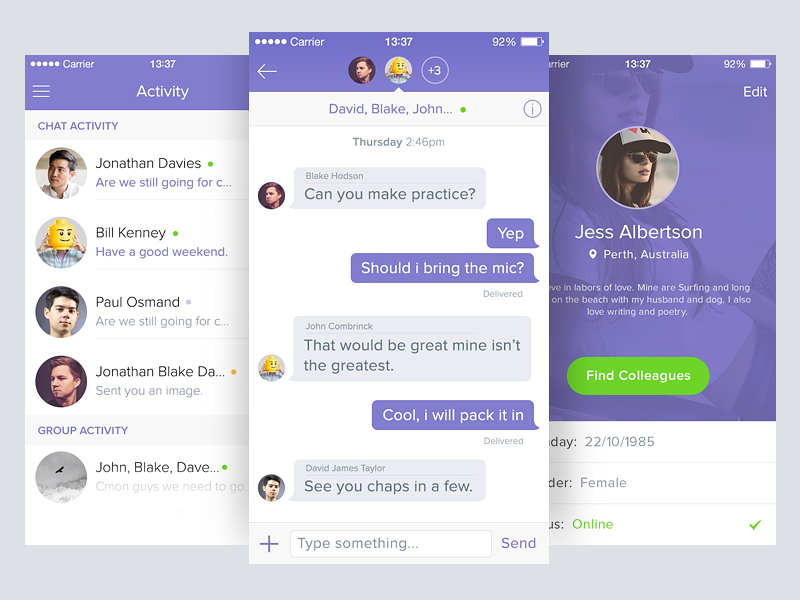 Carrier
13:37
Activity
CHAT ACTIVITY
Jonathan Davies
Are we still going for c...
Bill Kenney
Have a good weekend.
Paul Osmand
Are we still going for c...
Jonathan Blake Da...
Sent you an image.
GROUP ACTIVITY
John, Blake, Dave...
Cmon guys we need to go
Carrier 13:37 92%
+3
David, Blake, John...
Thursday 2:46pm
Blake Hodson
Can you make practice?
Yep
Should i bring the mic?
Delivered
John Combrinck
That would be great mine isn't
the greatest.
Cool, i will pack it in
Delivered
David James Taylor
See you chaps in a few.
Type something...
Send
rrier 13:37 92%
Edit
Jess Albertson
Perth, Australia
ve in labors of love. Mine are Surfing and long
on the beach with my husband and dog. I also
love writing and poetry.
Find Colleagues
day: 22/10/1985
der: Female
us: Online